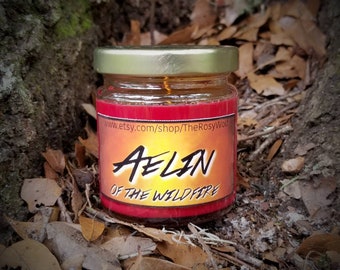 www.etsy.com/shop/TheRosyWo
AELIN
OF THE WILDFIRE